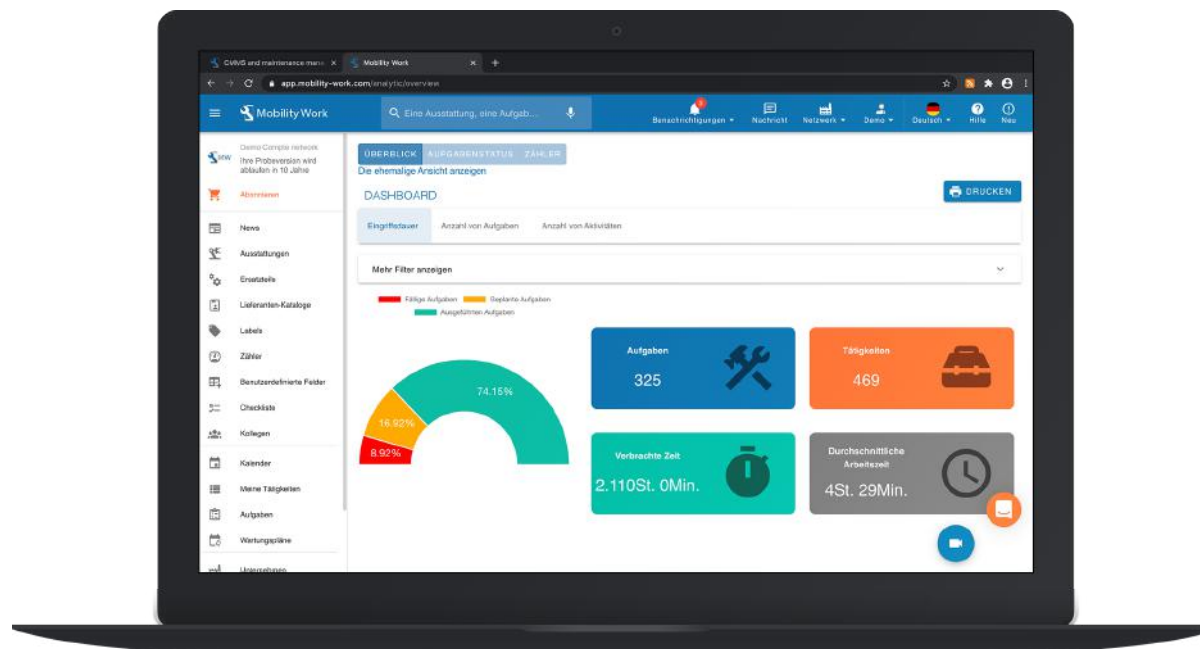 CMMS and maintenance mana
Mobility Work
app.mobility-work.com/analytic/overview
Mobility Work
Eine Ausstattung, eine Aufgab...
Benachrichtigungen
Nachricht
Netzwerk
Demo
Deutsch
Hilfe
Neu
Demo Compte network
Ihre Probeversion wird
ablaufen in 10 Jahre
Abonnieren
News
Ausstattungen
Ersatzteile
Lieferanten-Kataloge
Labels
Zähler
Benutzerdefinierte Felder
Checkliste
Kollegen
Kalender
Meine Tätigkeiten
Aufgaben
Wartungspläne
Unternehmen
ÜBERBLICK AUFGABENSTATUS ZÄHLER
Die ehemalige Ansicht anzeigen
DASHBOARD
DRUCKEN
Eingriffsdauer Anzahl von Aufgaben Anzahl von Aktivitäten
Mehr Filter anzeigen
Fällige Aufgaben Geplante Aufgaben
Ausgeführten Aufgaben
74.15%
16.92%
8.92%
Aufgaben
325
Tätigkeiten
469
Verbrachte Zeit
2.110St. 0Min.
Durchschnittliche
Arbeitszeit
4St. 29Min.